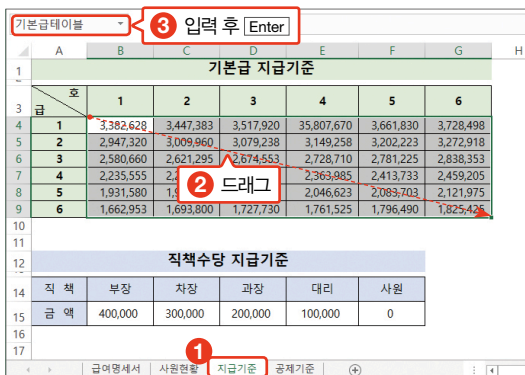 기본급테이블 3 입력 후 Enter
A B C D E F G H
1 기본급 지급기준
3 급 호 1 2 3 4 5 6
4 1 3,382,628 3,447,383 3,517,920 35,807,670 3,661,830 3,728,498
5 2 2,947,320 3,009,960 3,079,238 3,149,258 3,202,223 3,272,918
6 3 2,580,660 2,621,295 2,674,553 2,728,710 2,781,225 2,838,353
7 4 2,235,555 2 드래그 2,363,985 2,413,733 2,459,205
8 5 1,931,580 2,046,623 2,083,703 2,121,975
9 6 1,662,953 1,693,800 1,727,730 1,761,525 1,796,490 1,825,425
10
11
12 직책수당 지급기준
14 직 책 부장 차장 과장 대리 사원
15 금 액 400,000 300,000 200,000 100,000 0
16
17
1
급여명세서 사원현황 지급기준 공제기준